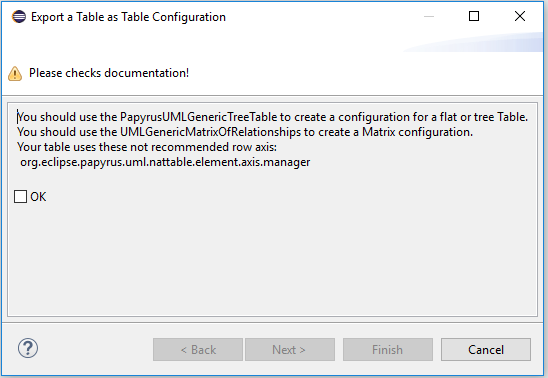 Export a Table as Table Configuration
Please checks documentation!
You should use the PapyrusUMLGenericTreeTable to create a configuration for a flat or tree Table.
You should use the UMLGenericMatrixOfRelationships to create a Matrix configuration.
Your table uses these not recommended row axis:
org.eclipse.papyrus.uml.nattable.element.axis.manager
OK
? < Back Next > Finish Cancel